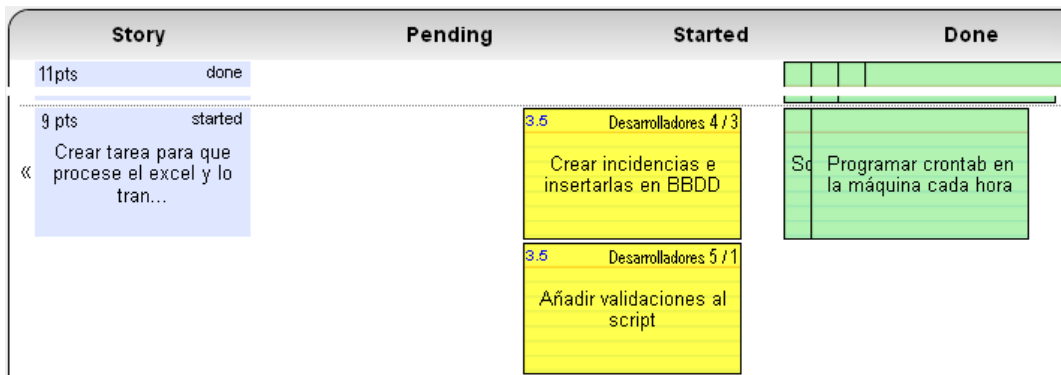 Story Pending Started Done
11pts done
9 pts started
Crear tarea para que
procese el excel y lo
tran...
«
3.5 Desarrolladores 4 / 3
Crear incidencias e
insertarlas en BBDD
3.5 Desarrolladores 5 / 1
Añadir validaciones al
script
Programar crontab en
la máquina cada hora